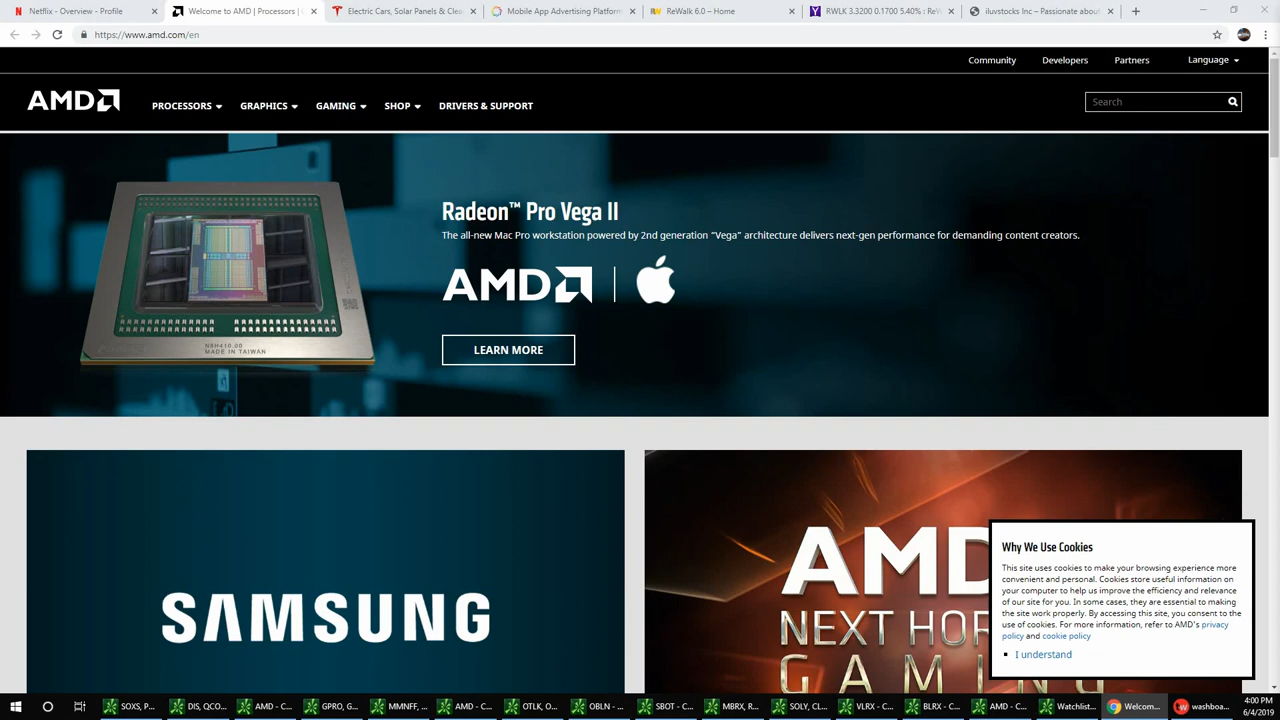 Netflix - Overview - Profile
Welcome to AMD | Processors |
Electric Cars, Solar Panels & Clea
Mobile App Advertising Platform
ReWalk 6.0 – Home
RWLK 3.3200 0.1700 5.40% : ReW
iluvstocks Inc – Passionate about
https://www.amd.com/en
Community Developers Partners Language
AMD PROCESSORS GRAPHICS GAMING SHOP DRIVERS & SUPPORT Search
Radeon™ Pro Vega II
The all-new Mac Pro workstation powered by 2nd generation "Vega" architecture delivers next-gen performance for demanding content creators.
AMD
LEARN MORE
N8H410.00
MADE IN TAIWAN
SAMSUNG
AMD
NEXT HOR
GAMING
Why We Use Cookies
This site uses cookies to make your browsing experience more
convenient and personal. Cookies store useful information on
your computer to help us improve the efficiency and relevance
of our site for you. In some cases, they are essential to making
the site work properly. By accessing this site, you consent to the
use of cookies. For more information, refer to AMD's privacy
policy and cookie policy
I understand
SOXS, P...
DIS, QCO...
AMD - C...
GPRO, G...
MMNFF, ...
AMD - C...
OTLK, O...
OBLN - ...
SBOT - C...
MBRX, R...
SOLY, CL...
VLRX - C...
BLRX - C...
AMD - C...
Watchlist...
Welcom...
washboa...
4:00 PM
6/4/2019